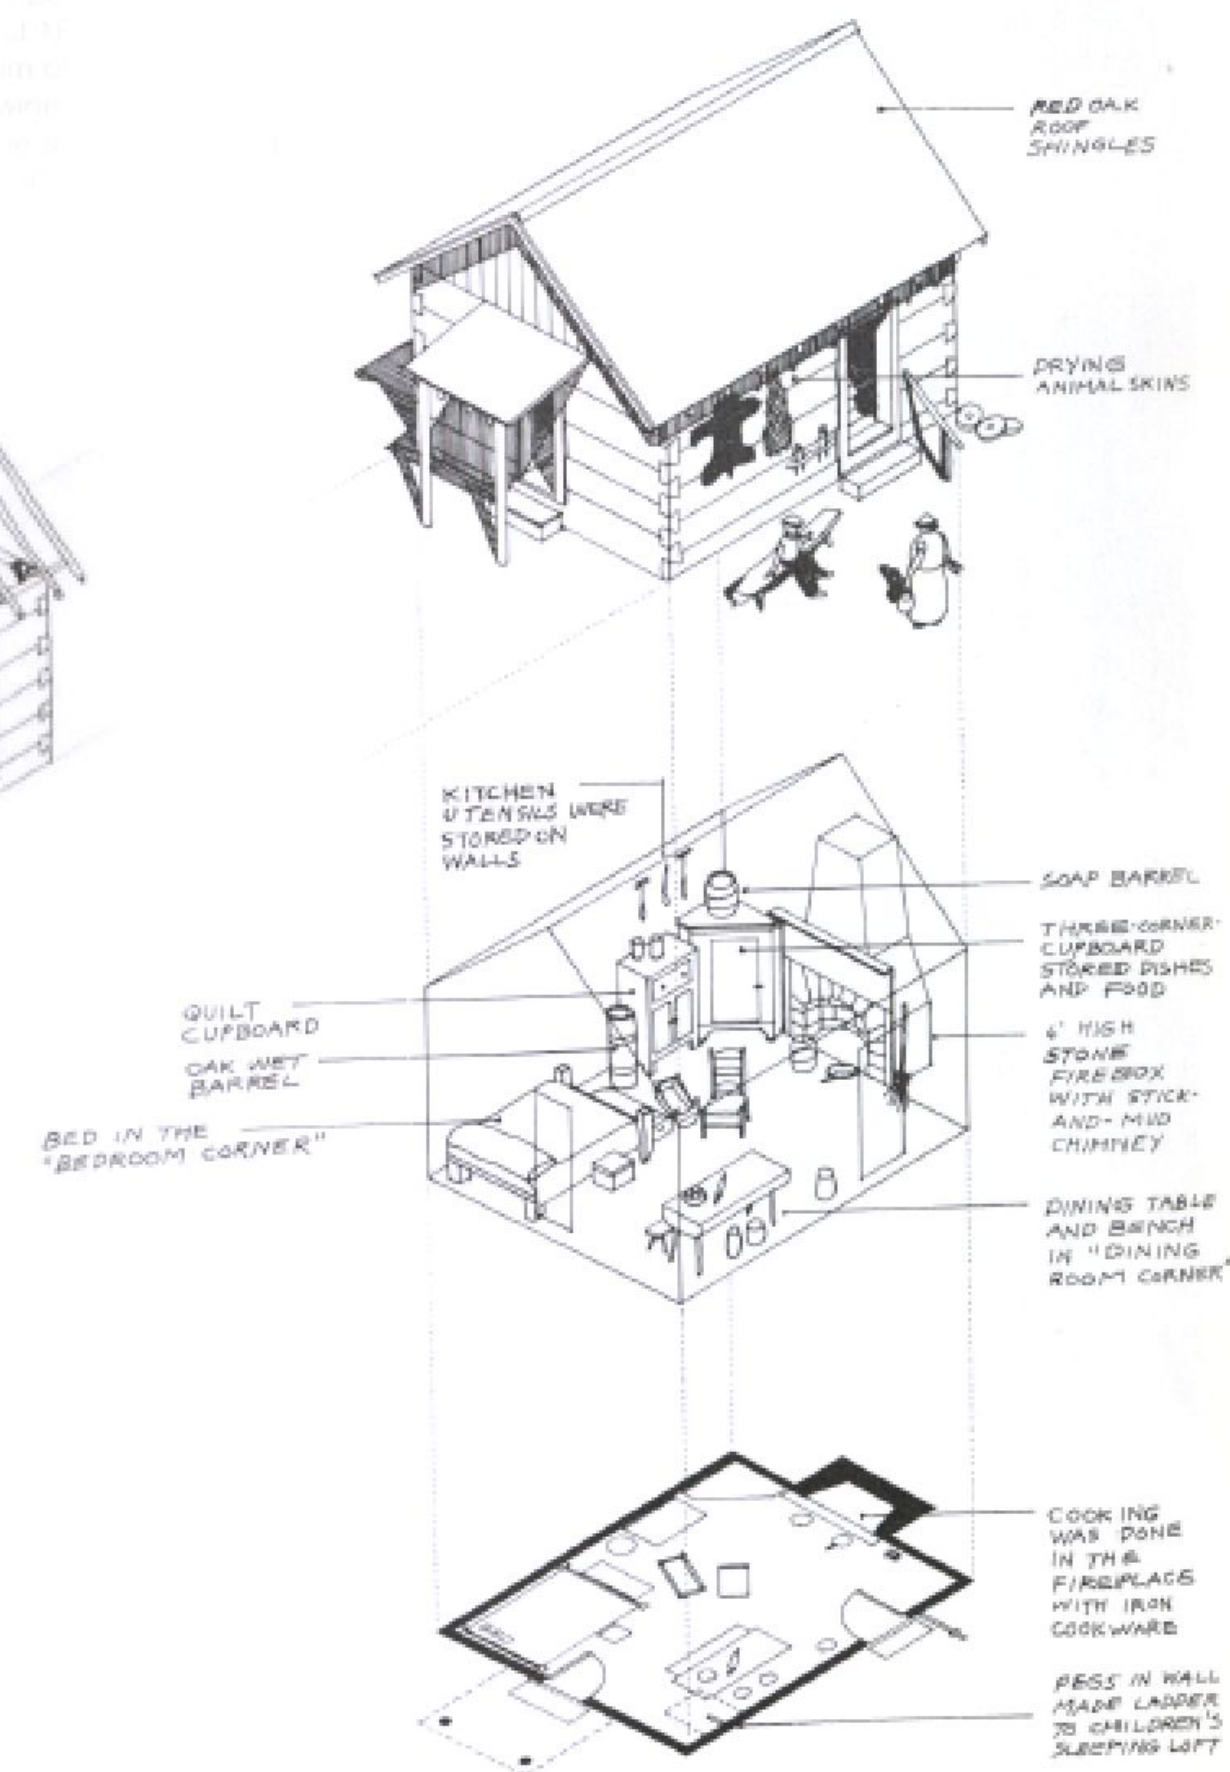 RED OAK
ROOF
SHINGLES
DRYING
ANIMAL SKINS
KITCHEN
UTENSILS WERE
STORED ON
WALLS
SOAP BARREL
THREE-CORNER-
CUPBOARD
STORED DISHES
AND FOOD
QUILT
CUPBOARD
OAK WET
BARREL
BED IN THE
"BEDROOM CORNER"
6' HIGH
STONE
FIREBOX
WITH STICK-
AND-MUD
CHIMNEY
DINING TABLE
AND BENCH
IN "DINING
ROOM CORNER"
COOKING
WAS DONE
IN THE
FIREPLACE
WITH IRON
COOKWARE
PEGS IN WALL
MADE LADDER
TO CHILDREN'S
SLEEPING LOFT